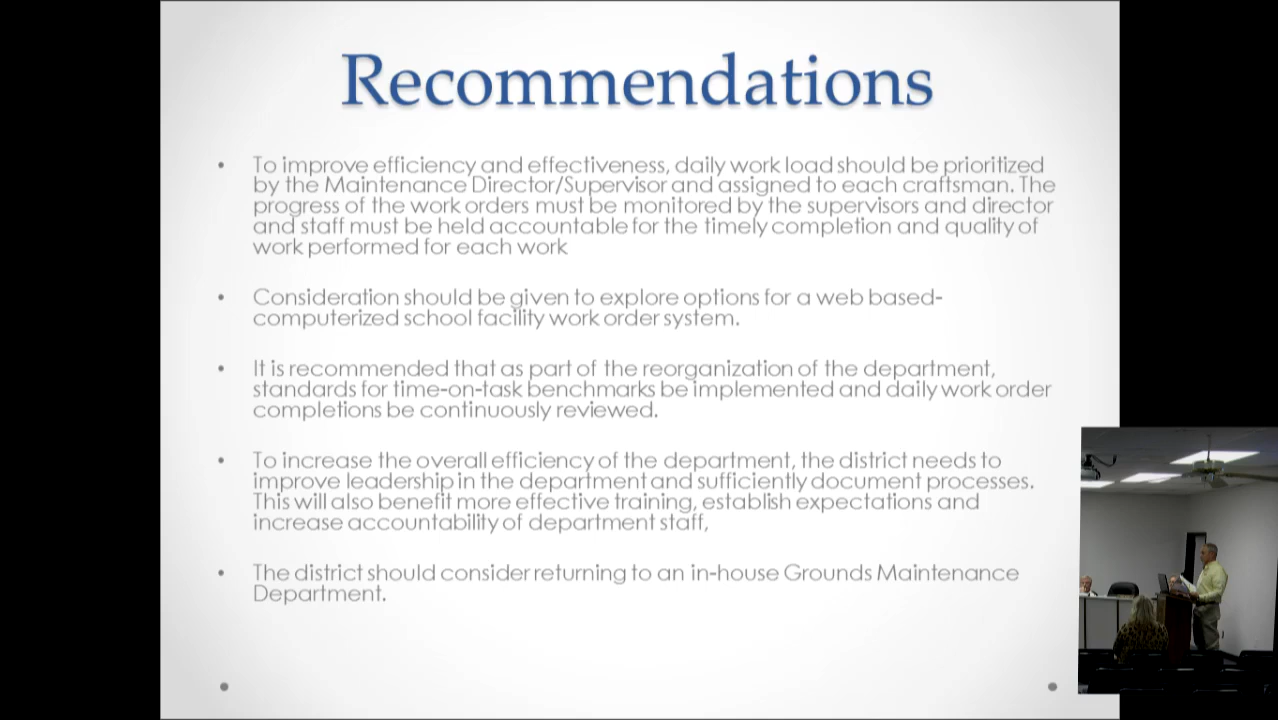 Recommendations
• To improve efficiency and effectiveness, daily work load should be prioritized
by the Maintenance Director/Supervisor and assigned to each craftsman. The
progress of the work orders must be monitored by the supervisors and director
and staff must be held accountable for the timely completion and quality of
work performed for each work
• Consideration should be given to explore options for a web based-
computerized school facility work order system.
• It is recommended that as part of the reorganization of the department,
standards for time-on-task benchmarks be implemented and daily work order
completions be continuously reviewed.
• To increase the overall efficiency of the department, the district needs to
improve leadership in the department and sufficiently document processes.
This will also benefit more effective training, establish expectations and
increase accountability of department staff,
• The district should consider returning to an in-house Grounds Maintenance
Department.